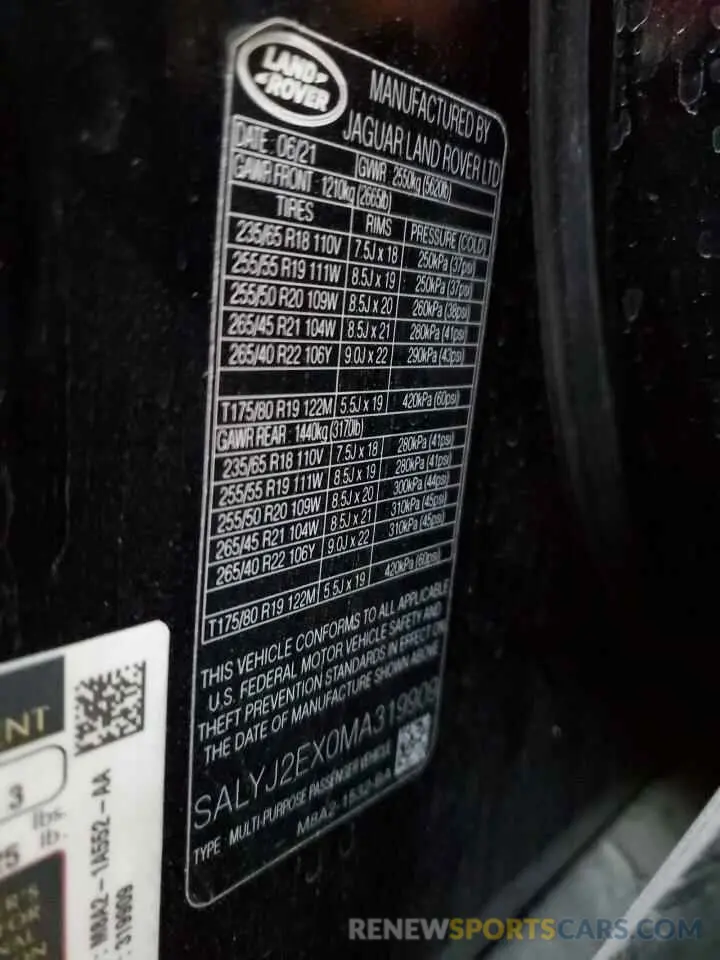 LAND
ROVER
MANUFACTURED BY
JAGUAR LAND ROVER LTD
DATE: 06/21
GVWR: 2550kg (5620lb)
GAWR FRONT: 1210kg (2665lb)
TIRES RIMS PRESSURE (COLD)
235/65 R18 110V 7.5J x 18 250kPa (37psi)
255/55 R19 111W 8.5J x 19 250kPa (37psi)
255/50 R20 109W 8.5J x 20 260kPa (38psi)
265/45 R21 104W 8.5J x 21 280kPa (41psi)
265/40 R22 106Y 9.0J x 22 290kPa (43psi)
T175/80 R19 122M 5.5J x 19 420kPa (60psi)
GAWR REAR: 1440kg (3170lb)
235/65 R18 110V 7.5J x 18 280kPa (41psi)
255/55 R19 111W 8.5J x 19 280kPa (41psi)
255/50 R20 109W 8.5J x 20 300kPa (44psi)
265/45 R21 104W 8.5J x 21 310kPa (45psi)
265/40 R22 106Y 9.0J x 22 310kPa (45psi)
T175/80 R19 122M 5.5J x 19 420kPa (60psi)
THIS VEHICLE CONFORMS TO ALL APPLICABLE
U.S. FEDERAL MOTOR VEHICLE SAFETY AND
THEFT PREVENTION STANDARDS IN EFFECT ON
THE DATE OF MANUFACTURE SHOWN ABOVE
SALYJ2EX0MA319909
TYPE: MULTI-PURPOSE PASSENGER VEHICLE
M8A2-1532-BA
ENT
3
lbs.
lb.
M8A2-1A552-AA
319909
RENEWSPORTSCARS.COM